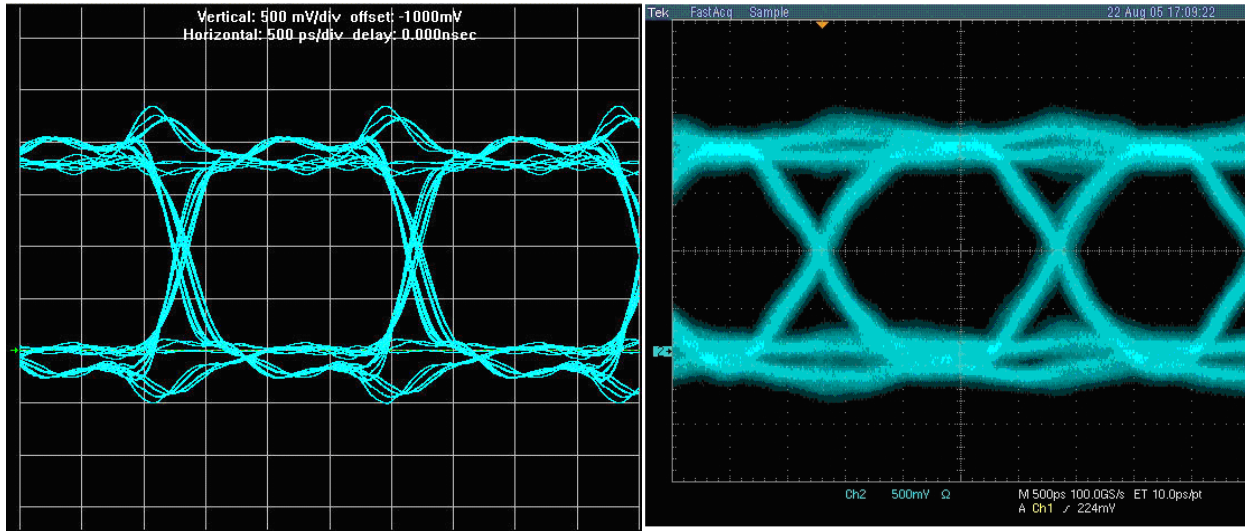 Vertical: 500 mV/div offset: -1000mV
Horizontal: 500 ps/div delay: 0.000nsec
Tek FastAcq Sample 22 Aug 05 17:09:22
Ch2 500mV Ω M 500ps 100.0GS/s ET 10.0ps/pt
A Ch1 ∕ 224mV